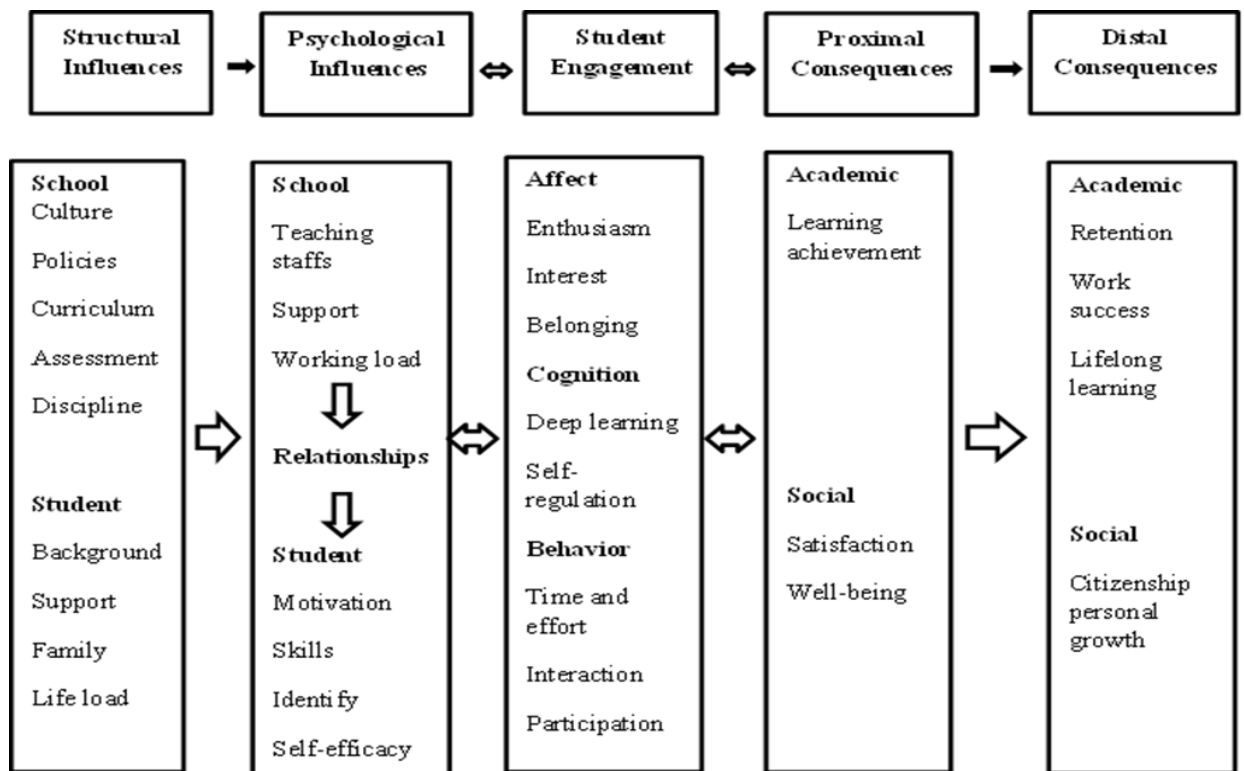 Structural
Influences
Psychological
Influences
Student
Engagement
Proximal
Consequences
Distal
Consequences
School
Culture
Policies
Curriculum
Assessment
Discipline
Student
Background
Support
Family
Life load
School
Teaching
staffs
Support
Working load
Relationships
Student
Motivation
Skills
Identify
Self-efficacy
Affect
Enthusiasm
Interest
Belonging
Cognition
Deep learning
Self-
regulation
Behavior
Time and
effort
Interaction
Participation
Academic
Learning
achievement
Social
Satisfaction
Well-being
Academic
Retention
Work
success
Lifelong
learning
Social
Citizenship
personal
growth